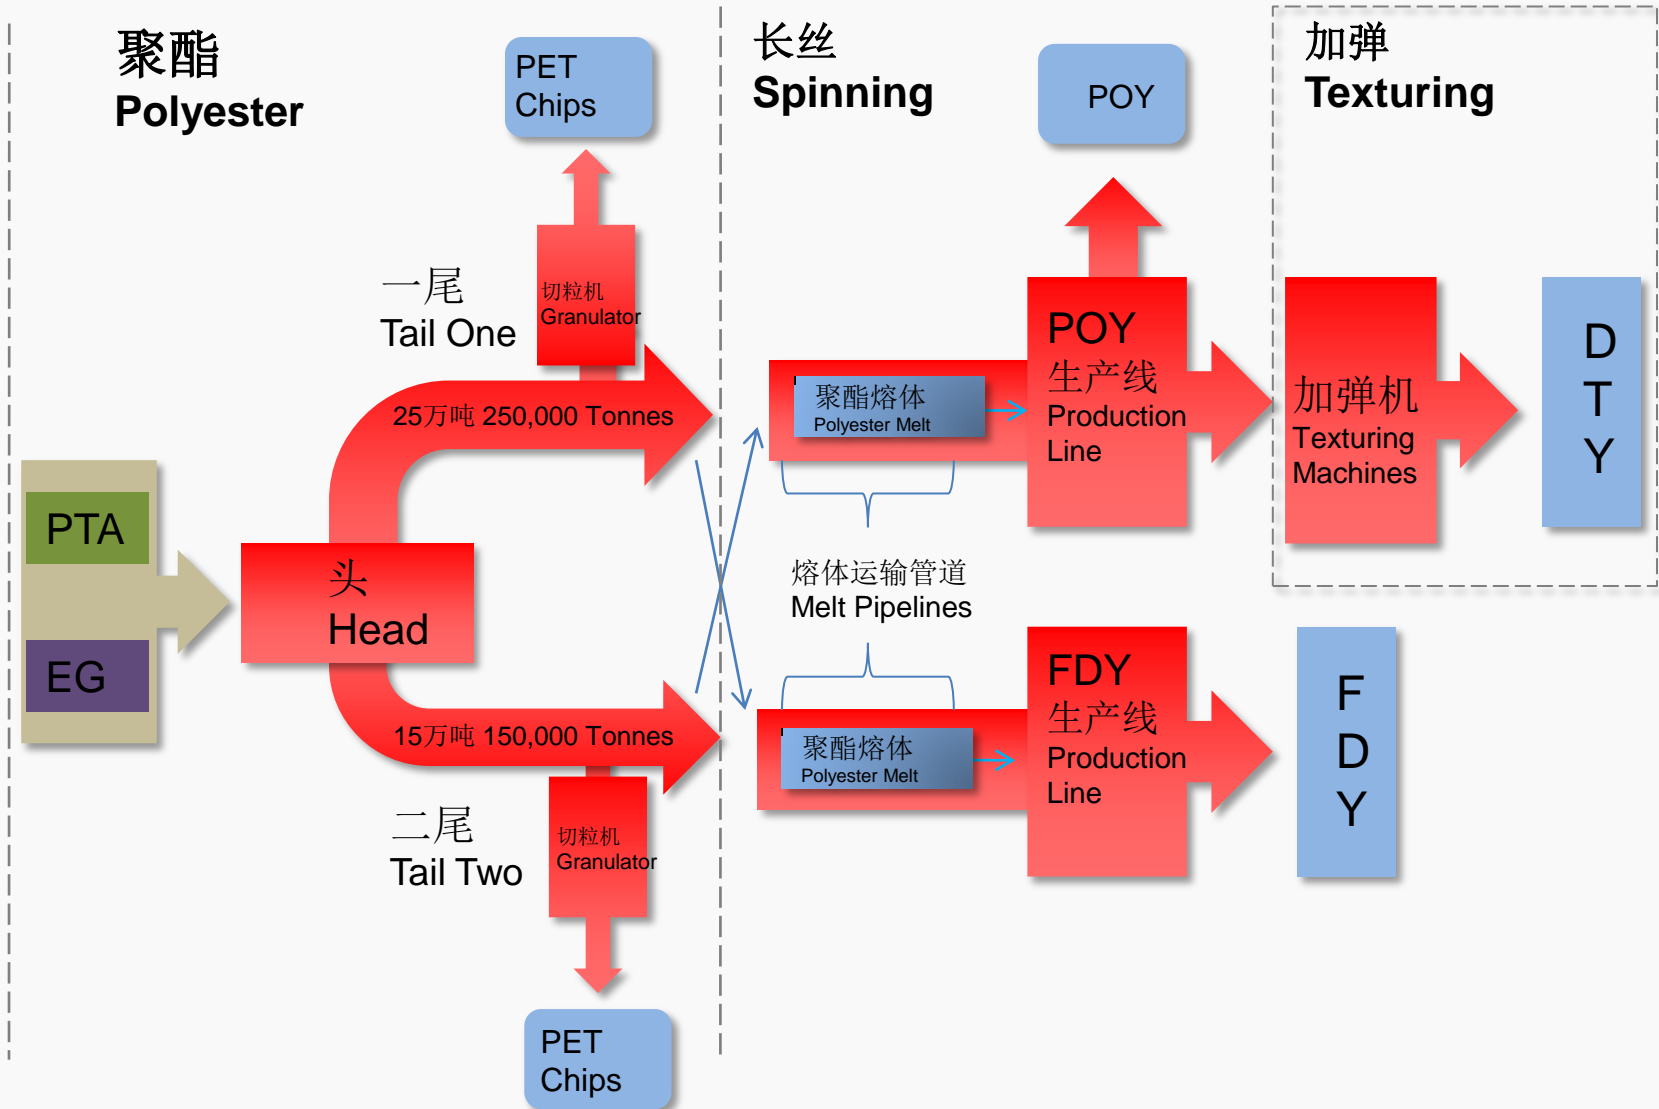 聚酯
Polyester
PET
Chips
一尾
Tail One
切粒机
Granulator
25万吨 250,000 Tonnes
PTA
EG
头
Head
15万吨 150,000 Tonnes
二尾
Tail Two
切粒机
Granulator
PET
Chips
长丝
Spinning
POY
聚酯熔体
Polyester Melt
POY
生产线
Production
Line
熔体运输管道
Melt Pipelines
聚酯熔体
Polyester Melt
FDY
生产线
Production
Line
F
D
Y
加弹
Texturing
加弹机
Texturing
Machines
D
T
Y